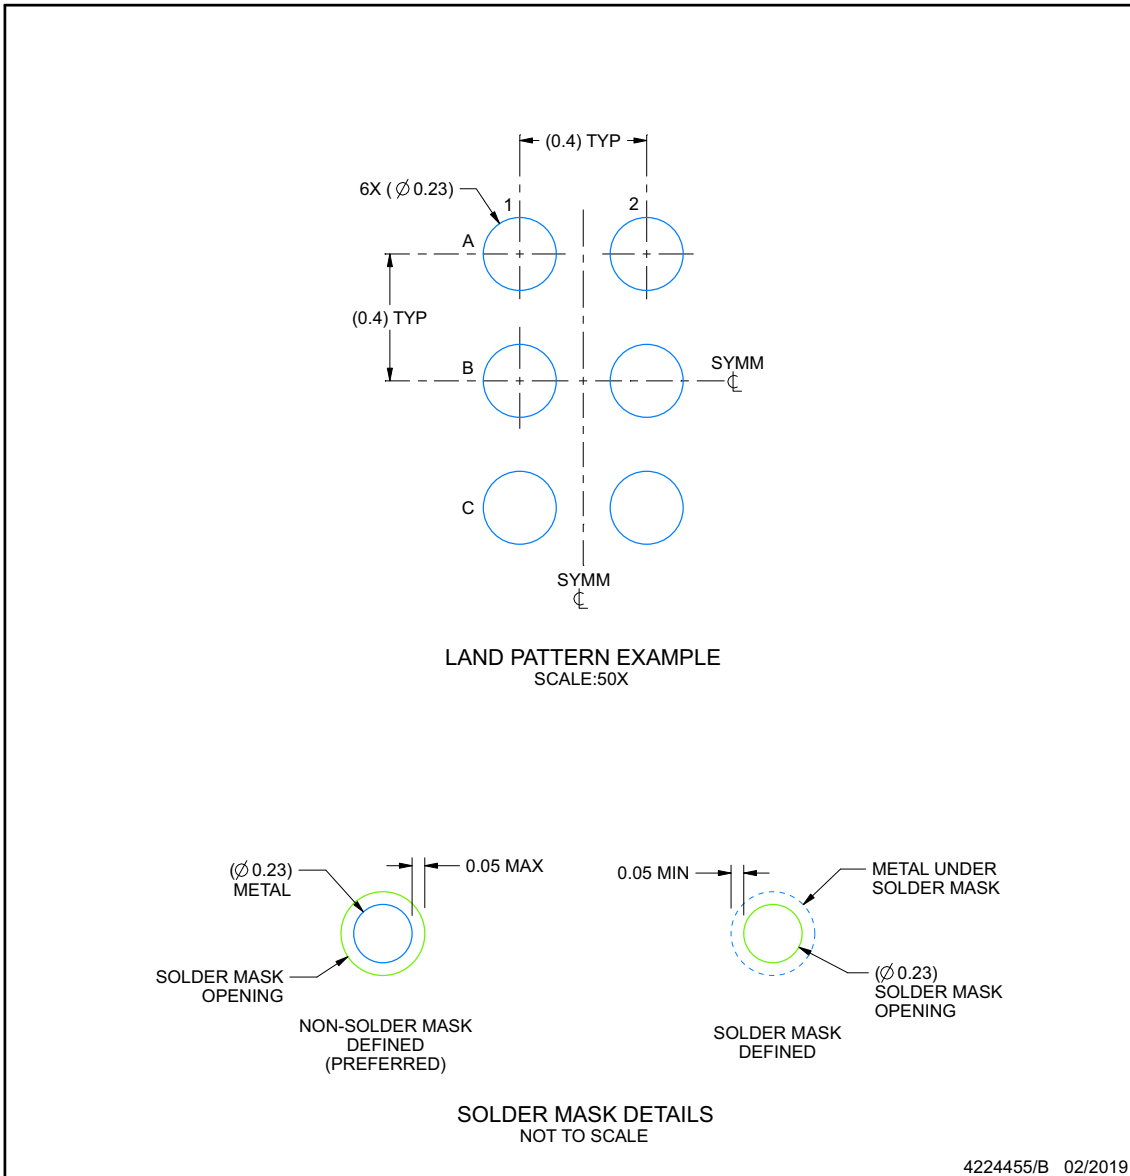 (0.4) TYP
6X ( ∅ 0.23)
1
2
A
(0.4) TYP
B
SYMM
℄
C
SYMM
℄
LAND PATTERN EXAMPLE
SCALE:50X
(∅ 0.23)
METAL
0.05 MAX
SOLDER MASK
OPENING
NON-SOLDER MASK
DEFINED
(PREFERRED)
0.05 MIN
METAL UNDER
SOLDER MASK
(∅ 0.23)
SOLDER MASK
OPENING
SOLDER MASK
DEFINED
SOLDER MASK DETAILS
NOT TO SCALE
4224455/B 02/2019